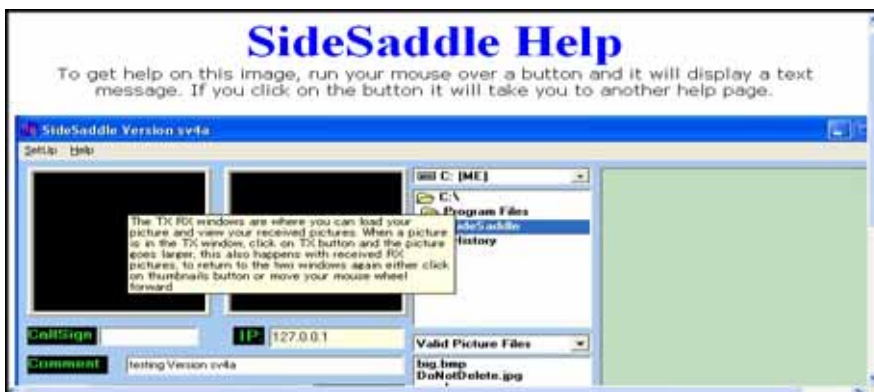 SideSaddle Help
To get help on this image, run your mouse over a button and it will display a text
message. If you click on the button it will take you to another help page.
SideSaddle Version sv4a
SetUp Help
C: [ME]
C:\
Program Files
SideSaddle
History
The TX RX windows are where you can load your
picture and view your received pictures. When a picture
is in the TX window, click on TX button and the picture
goes larger, this also happens with received RX
pictures, to return to the two windows again either click
on thumbnails button or move your mouse wheel
forward
CallSign
IP: 127.0.0.1
Valid Picture Files
Comment testing Version sv4a
big.bmp
DoNotDelete.jpg